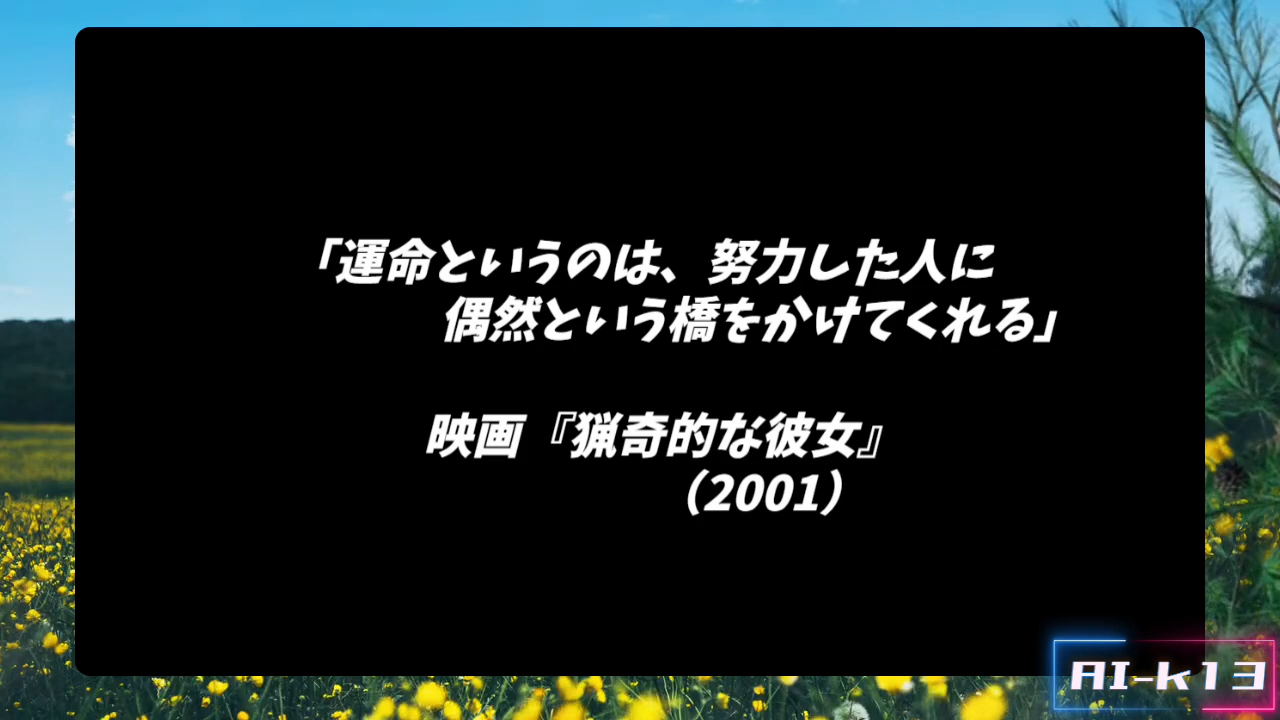 「運命というのは、努力した人に
偶然という橋をかけてくれる」
映画『猟奇的な彼女』
（2001）
AI-k13